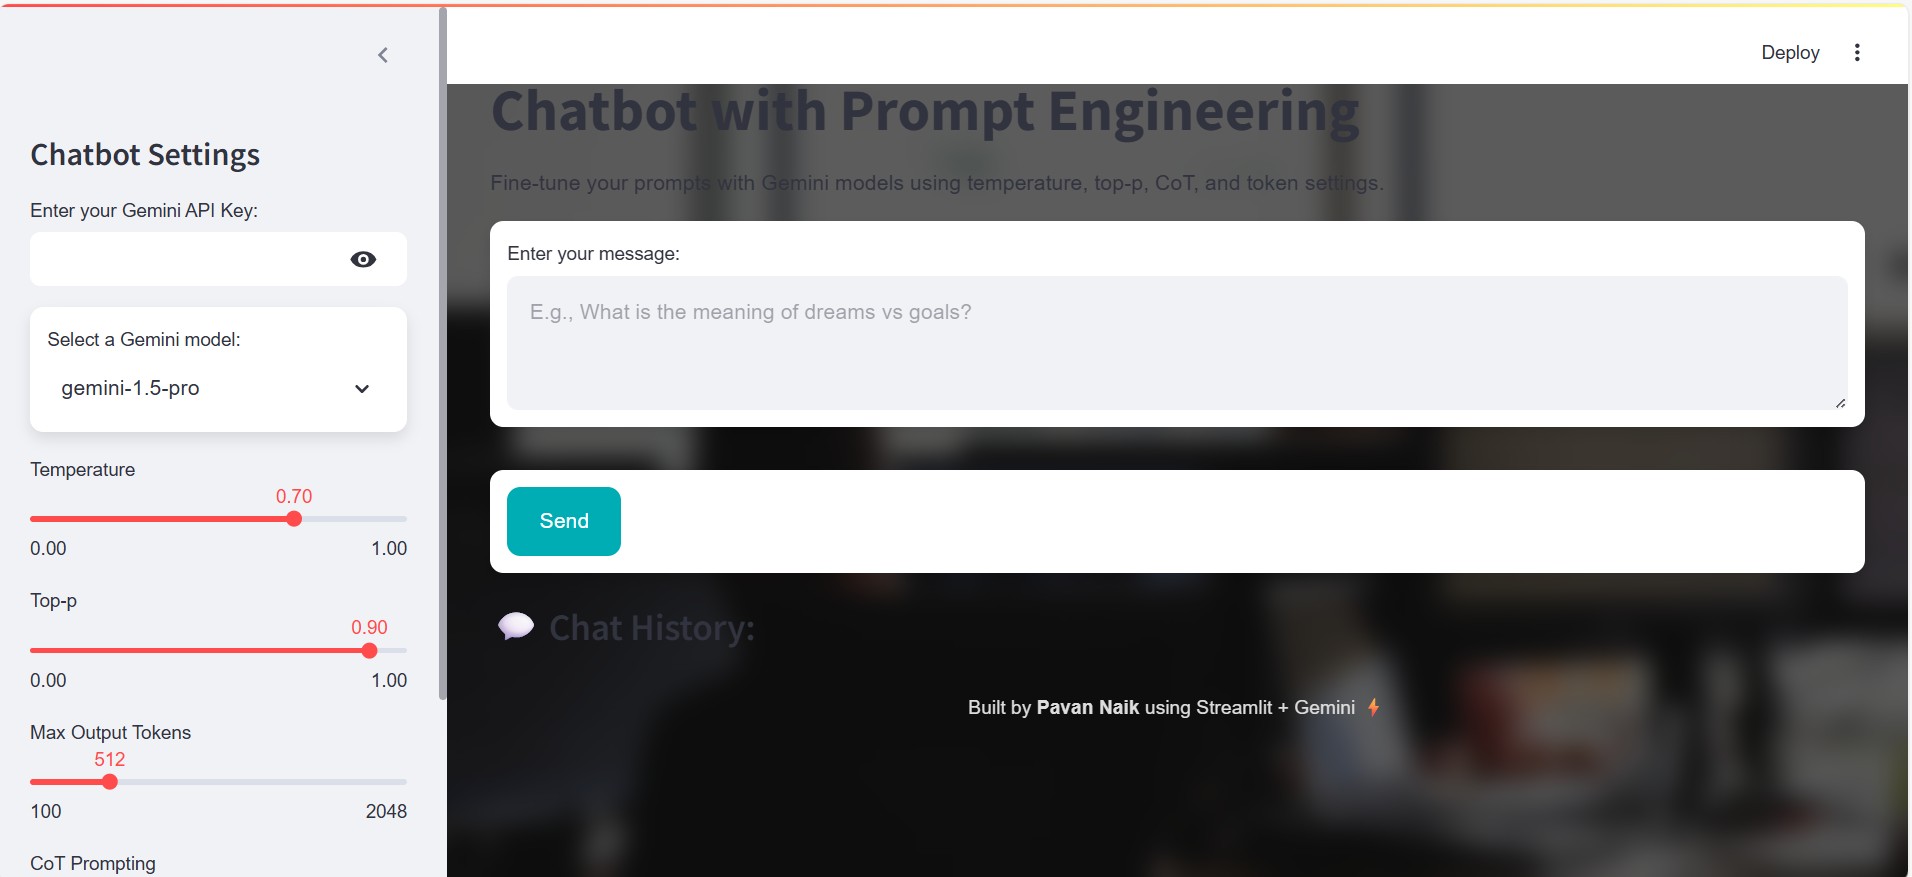 Chatbot Settings
Enter your Gemini API Key:
Select a Gemini model:
gemini-1.5-pro
Temperature
0.70
0.00 1.00
Top-p
0.90
0.00 1.00
Max Output Tokens
512
100 2048
CoT Prompting
Deploy
Chatbot with Prompt Engineering
Fine-tune your prompts with Gemini models using temperature, top-p, CoT, and token settings.
Enter your message:
E.g., What is the meaning of dreams vs goals?
Send
💬 Chat History:
Built by Pavan Naik using Streamlit + Gemini ⚡